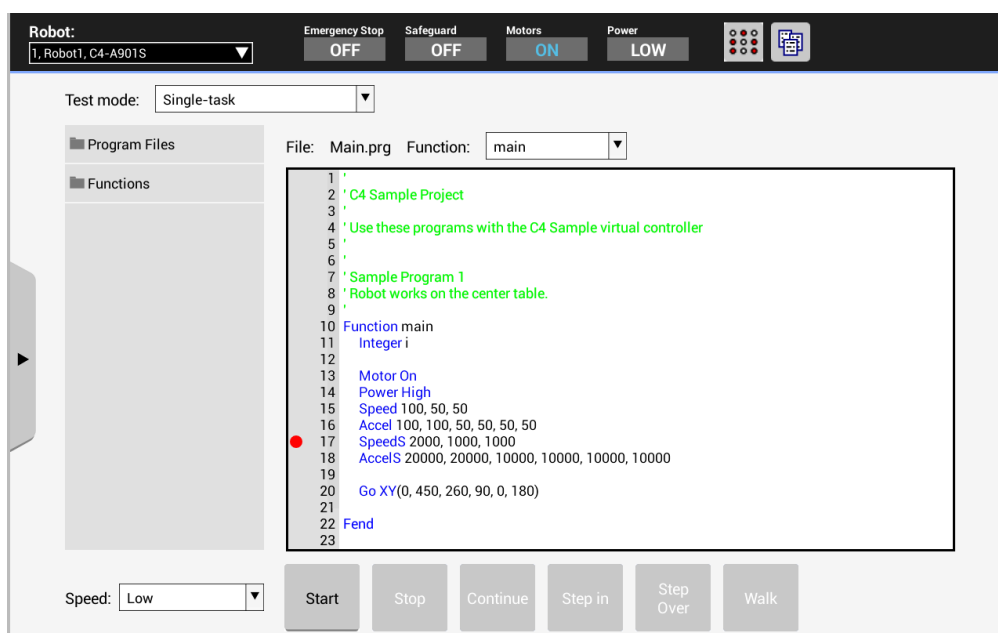 Robot:
1, Robot1, C4-A901S
Emergency Stop
OFF
Safeguard
OFF
Motors
ON
Power
LOW
Test mode: Single-task
Program Files
Functions
File: Main.prg Function: main
1 '
2 ' C4 Sample Project
3 '
4 ' Use these programs with the C4 Sample virtual controller
5 '
6 '
7 ' Sample Program 1
8 ' Robot works on the center table.
9 '
10 Function main
11 Integer i
12
13 Motor On
14 Power High
15 Speed 100, 50, 50
16 Accel 100, 100, 50, 50, 50, 50
17 SpeedS 2000, 1000, 1000
18 AccelS 20000, 20000, 10000, 10000, 10000, 10000
19
20 Go XY(0, 450, 260, 90, 0, 180)
21
22 Fend
23
Speed: Low
Start
Stop
Continue
Step in
Step
Over
Walk